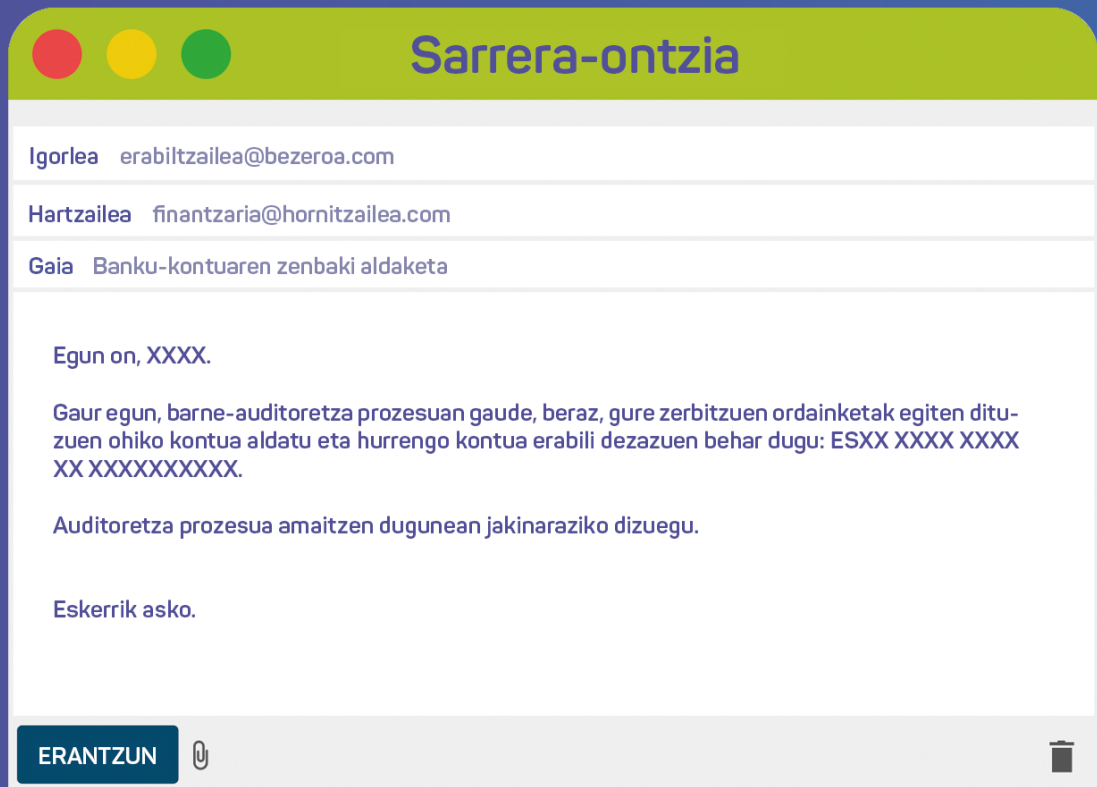 Sarrera-ontzia
Igorlea erabiltzailea@bezeroa.com
Hartzailea finantzaria@hornitzailea.com
Gaia Banku-kontuaren zenbaki aldaketa
Egun on, XXXX.
Gaur egun, barne-auditoretza prozesuan gaude, beraz, gure zerbitzuen ordainketak egiten ditu-
zuen ohiko kontua aldatu eta hurrengo kontua erabili dezazuen behar dugu: ESXX XXXX XXXX
XX XXXXXXXXXX.
Auditoretza prozesua amaitzen dugunean jakinaraziko dizuegu.
Eskerrik asko.
ERANTZUN